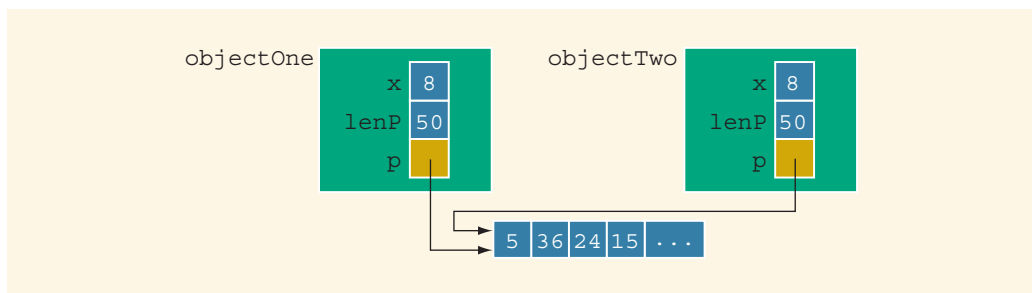 objectOne
x 8
lenP 50
p
objectTwo
x 8
lenP 50
p
5 36 24 15 ...